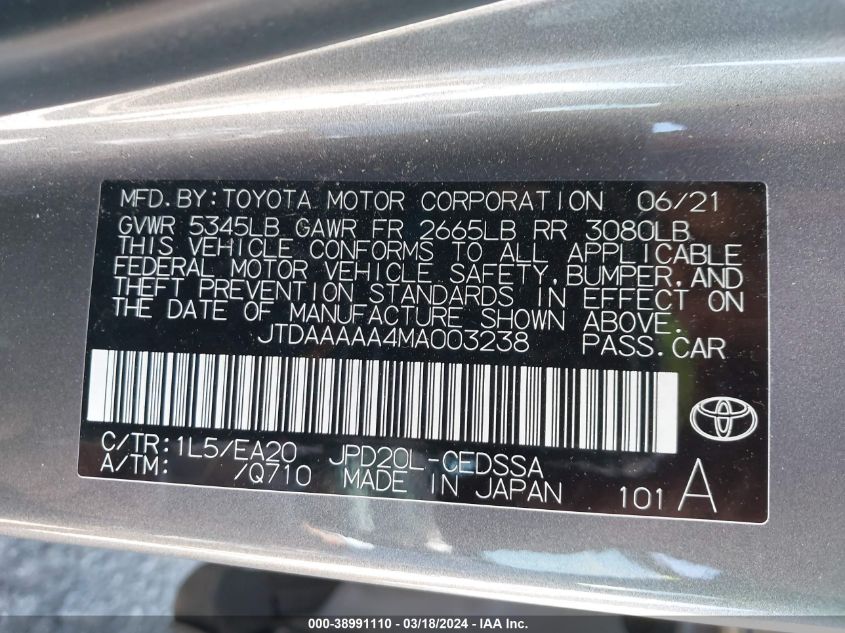 MFD.BY:TOYOTA MOTOR CORPORATION 06/21
GVWR 5345LB GAWR FR 2665LB RR 3080LB
THIS VEHICLE CONFORMS TO ALL APPLICABLE
FEDERAL MOTOR VEHICLE SAFETY,BUMPER,AND
THEFT PREVENTION STANDARDS IN EFFECT ON
THE DATE OF MANUFACTURE SHOWN ABOVE.
JTDAAAAA4MA003238 PASS.CAR
C/TR:1L5/EA20 JPD20L-CEDSSA
A/TM: /Q710 MADE IN JAPAN 101 A
000-38991110 / 03/18/2024 - COPYRIGHT IAA, LLC.